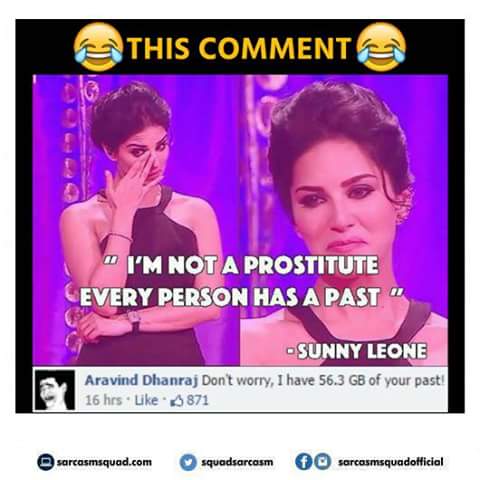 THIS COMMENT
" I'M NOT A PROSTITUTE
EVERY PERSON HAS A PAST "
- SUNNY LEONE
Aravind Dhanraj Don't worry, I have 56.3 GB of your past!
16 hrs · Like · 871
sarcasmsquad.com squadsarcasm sarcasmsquadofficial